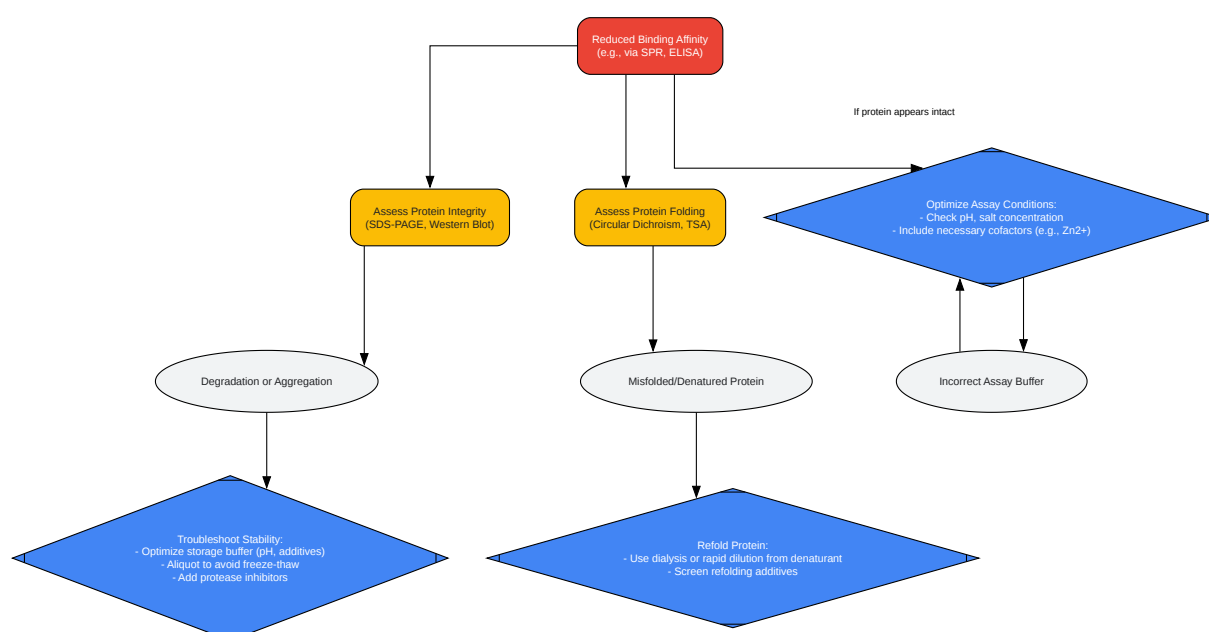 Reduced Binding Affinity
(e.g., via SPR, ELISA)
If protein appears intact
Assess Protein Integrity
(SDS-PAGE, Western Blot)
Assess Protein Folding
(Circular Dichroism, TSA)
Optimize Assay Conditions:
- Check pH, salt concentration
- Include necessary cofactors (e.g., Zn2+)
Degradation or Aggregation
Misfolded/Denatured Protein
Incorrect Assay Buffer
Troubleshoot Stability:
- Optimize storage buffer (pH, additives)
- Aliquot to avoid freeze-thaw
- Add protease inhibitors
Refold Protein:
- Use dialysis or rapid dilution from denaturant
- Screen refolding additives